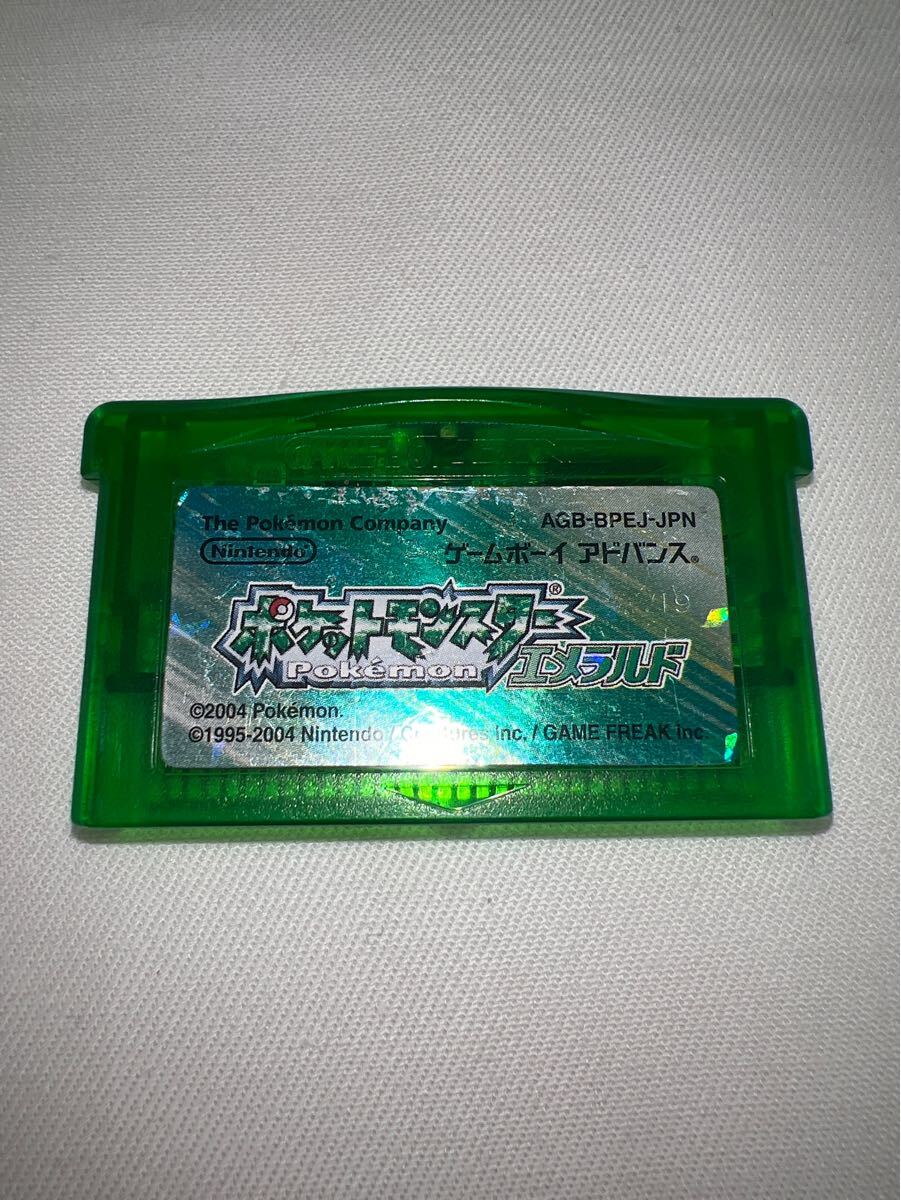 The Pokémon Company AGB-BPEJ-JPN
Nintendo ゲームボーイ アドバンス®
19
ポケットモンスター®
Pokémon エメラルド
©2004 Pokémon.
©1995-2004 Nintendo / Creatures Inc. / GAME FREAK inc.